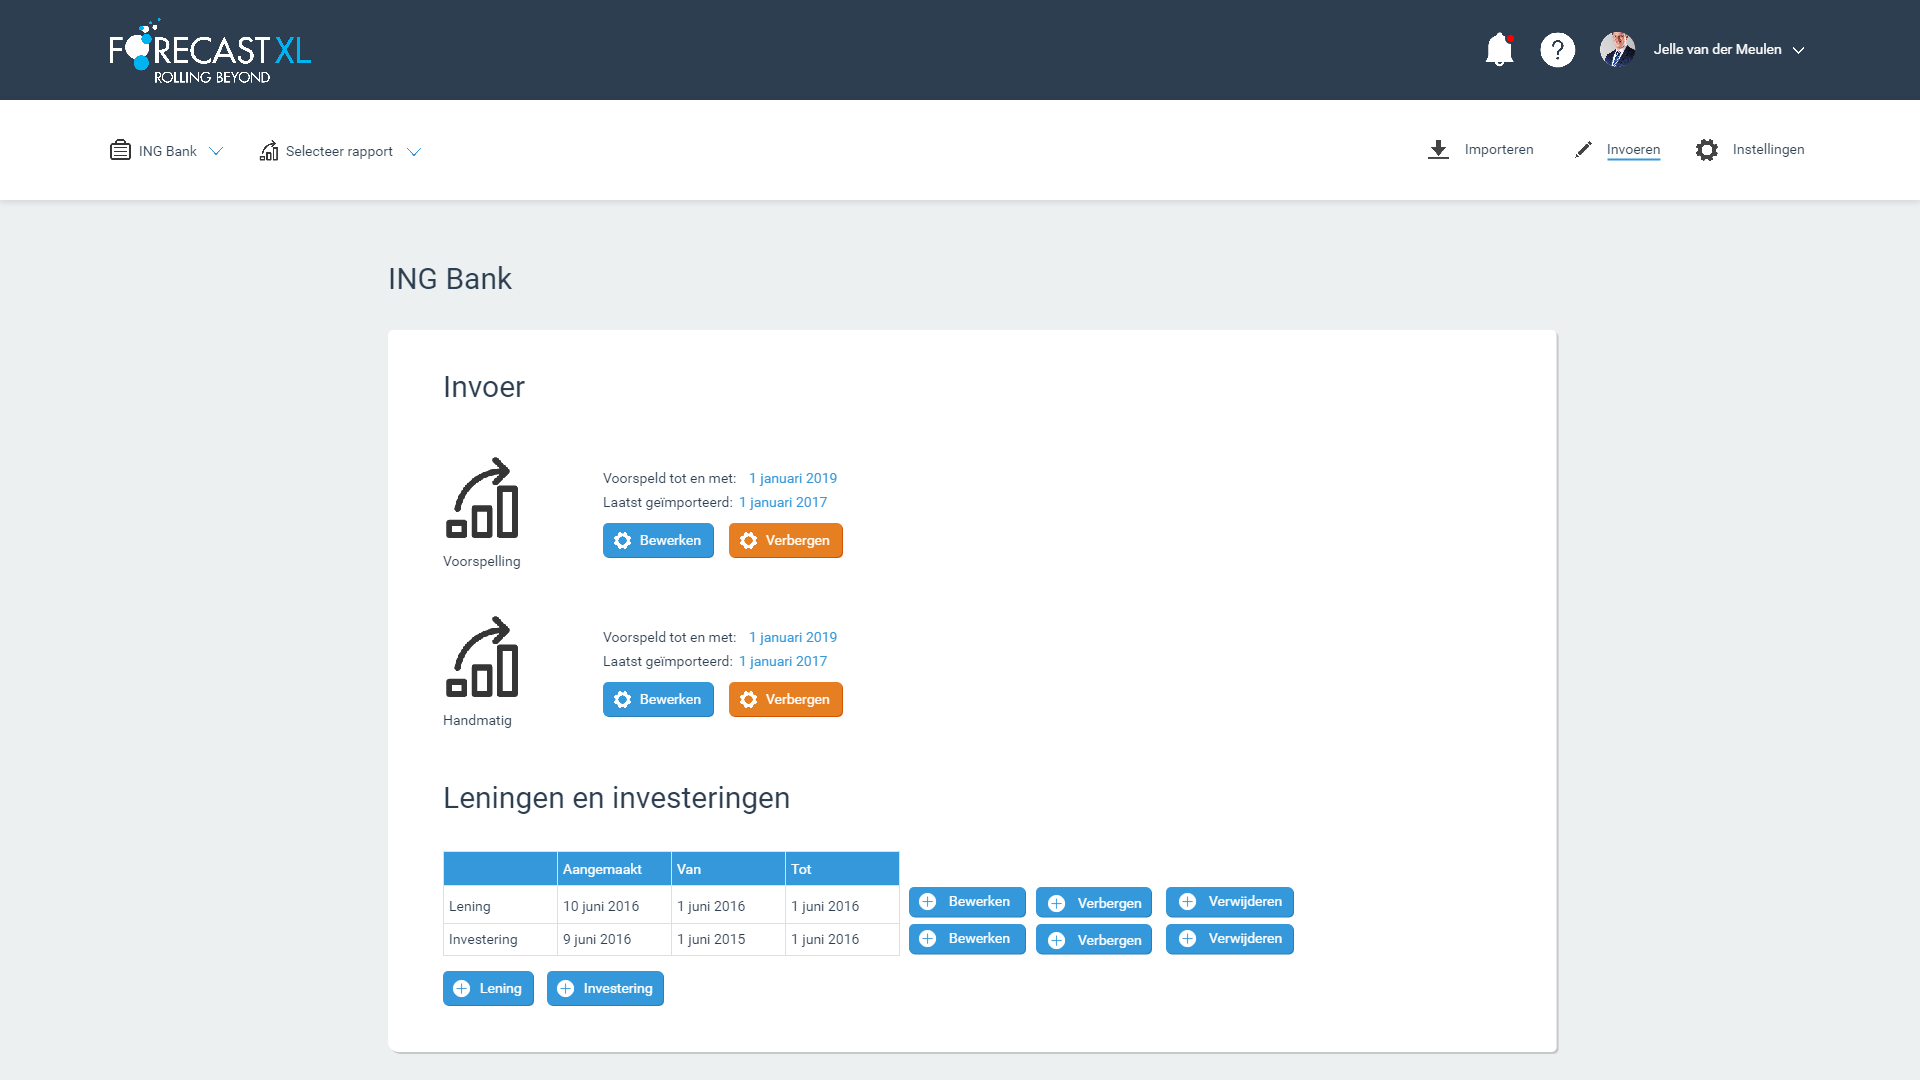 FORECAST XL
ROLLING BEYOND
? Jelle van der Meulen
ING Bank Selecteer rapport Importeren Invoeren Instellingen
ING Bank
Invoer
Voorspeld tot en met: 1 januari 2019
Laatst geïmporteerd: 1 januari 2017
Bewerken Verbergen
Voorspelling
Voorspeld tot en met: 1 januari 2019
Laatst geïmporteerd: 1 januari 2017
Bewerken Verbergen
Handmatig
Leningen en investeringen
Aangemaakt Van Tot
Lening 10 juni 2016 1 juni 2016 1 juni 2016 Bewerken Verbergen Verwijderen
Investering 9 juni 2016 1 juni 2015 1 juni 2016 Bewerken Verbergen Verwijderen
Lening Investering